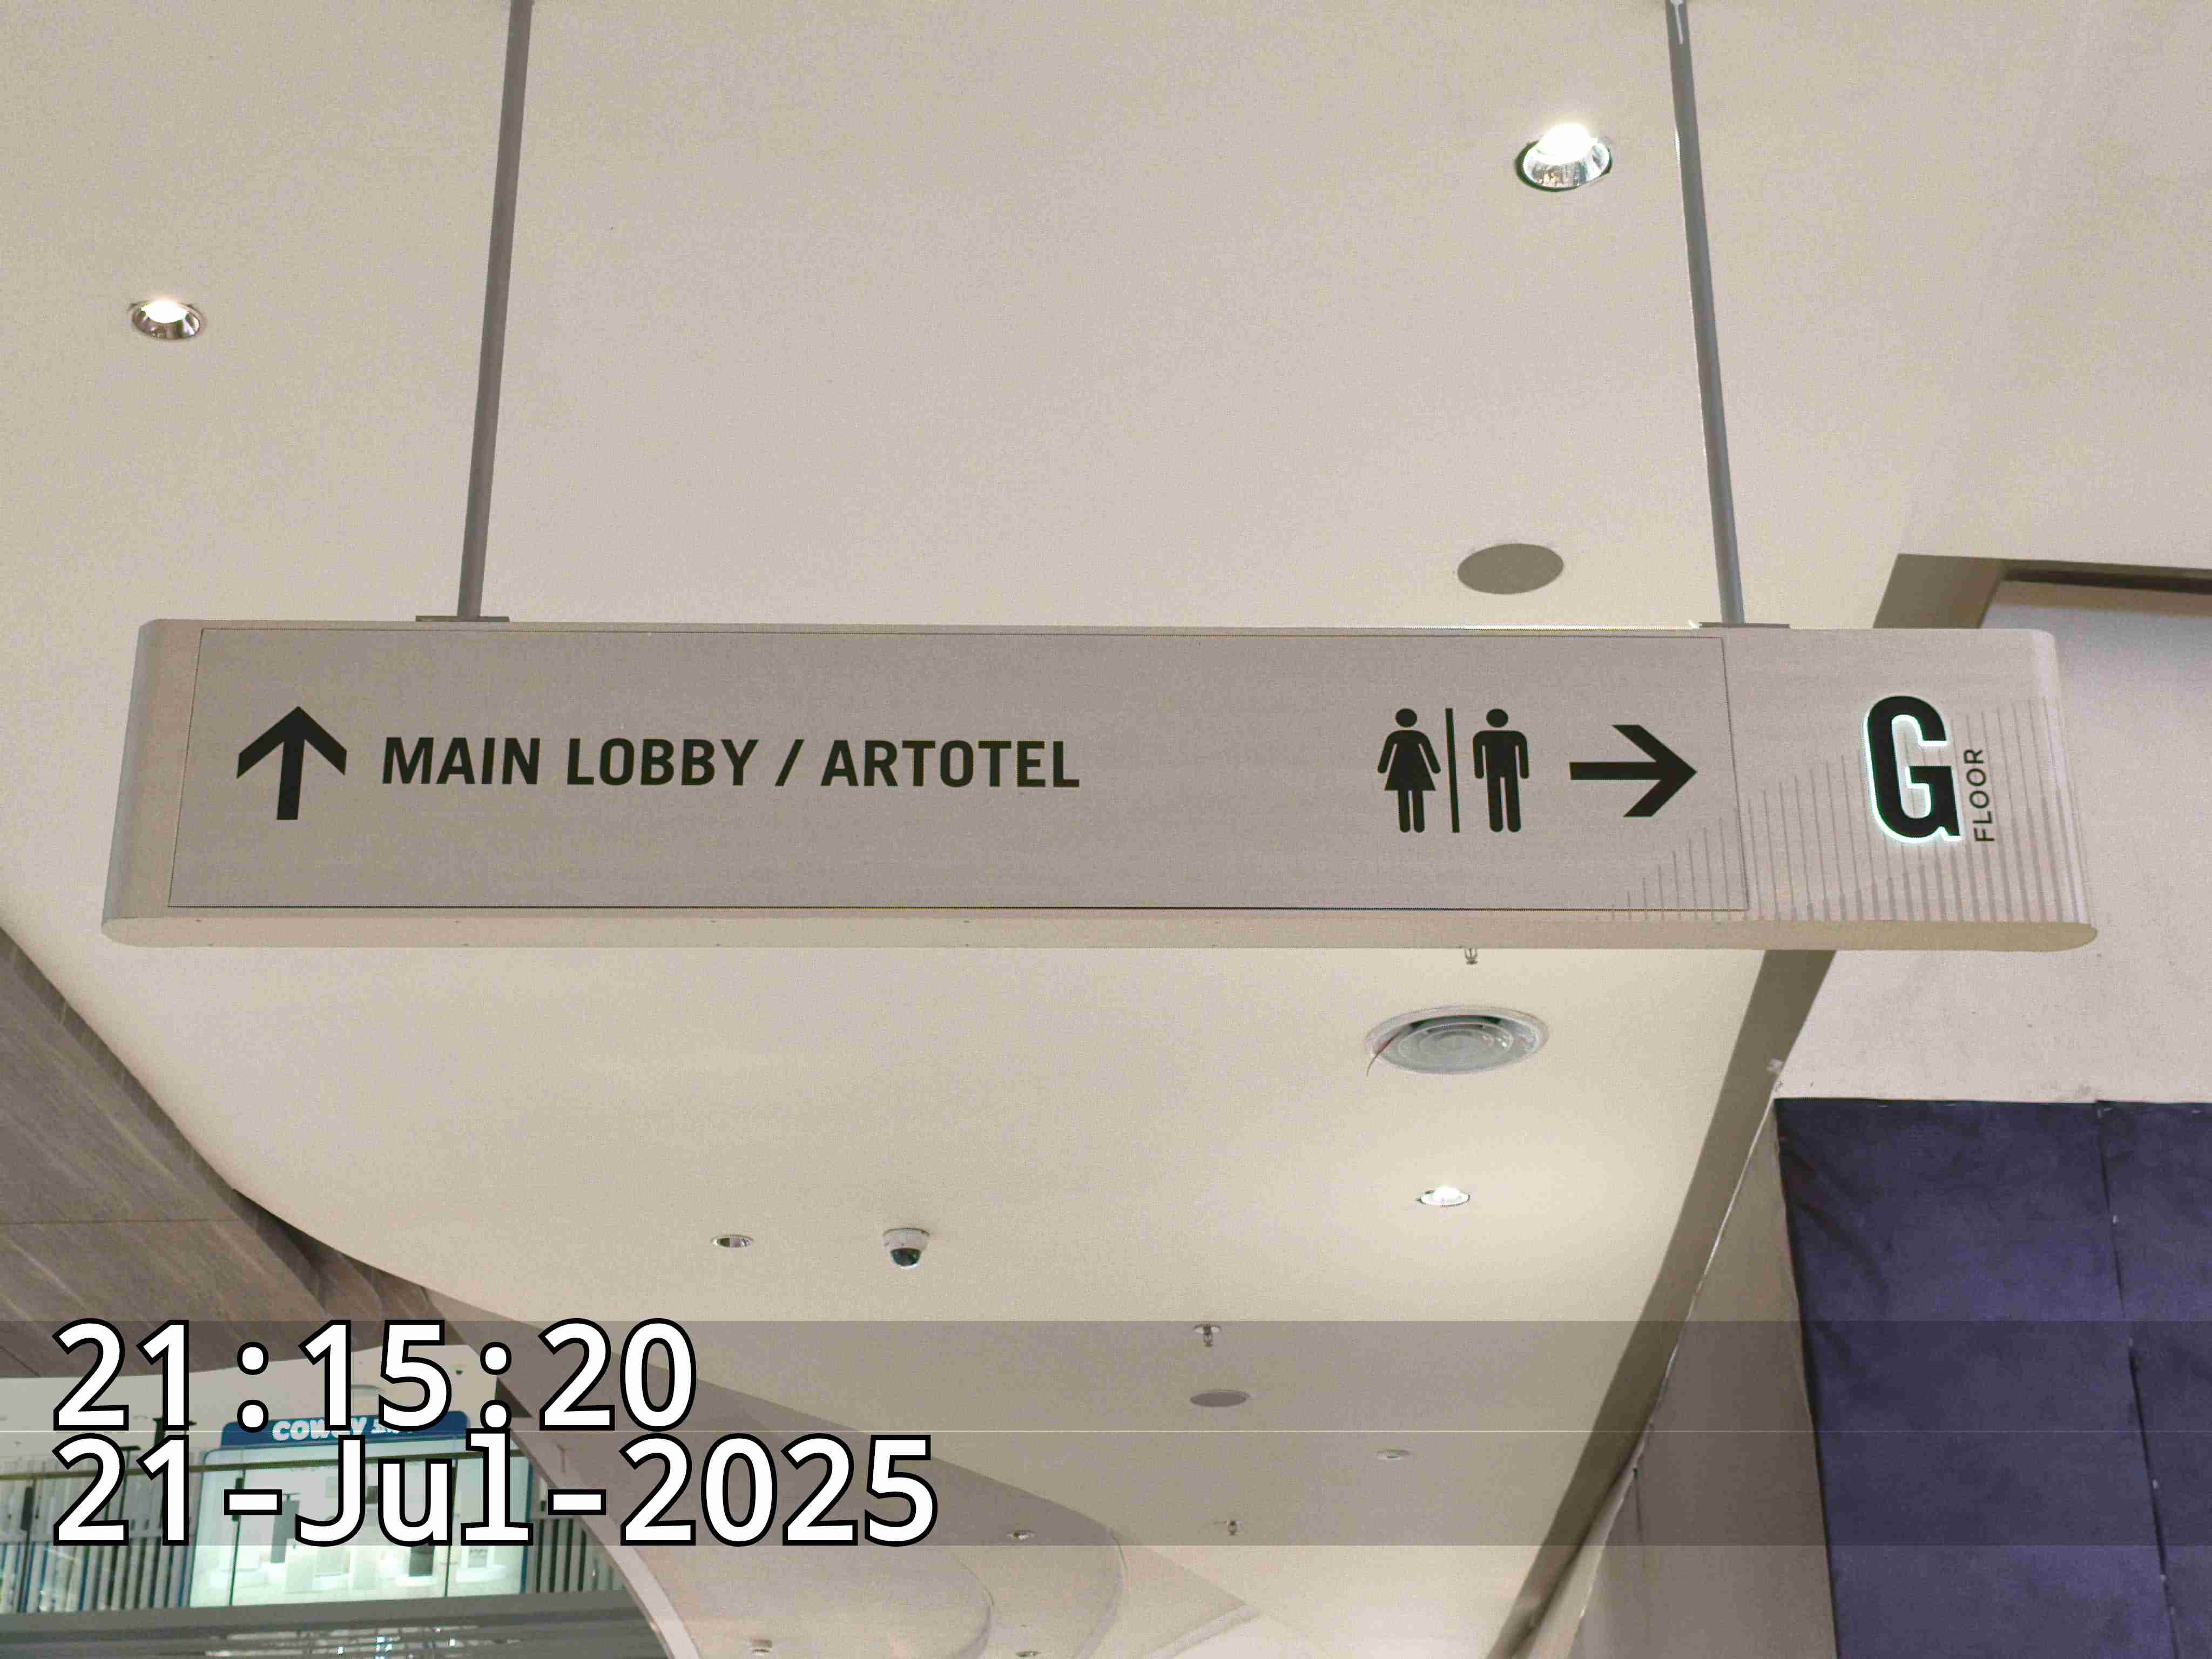 MAIN LOBBY / ARTOTEL
G
FLOOR
21:15:20
21-Jul-2025